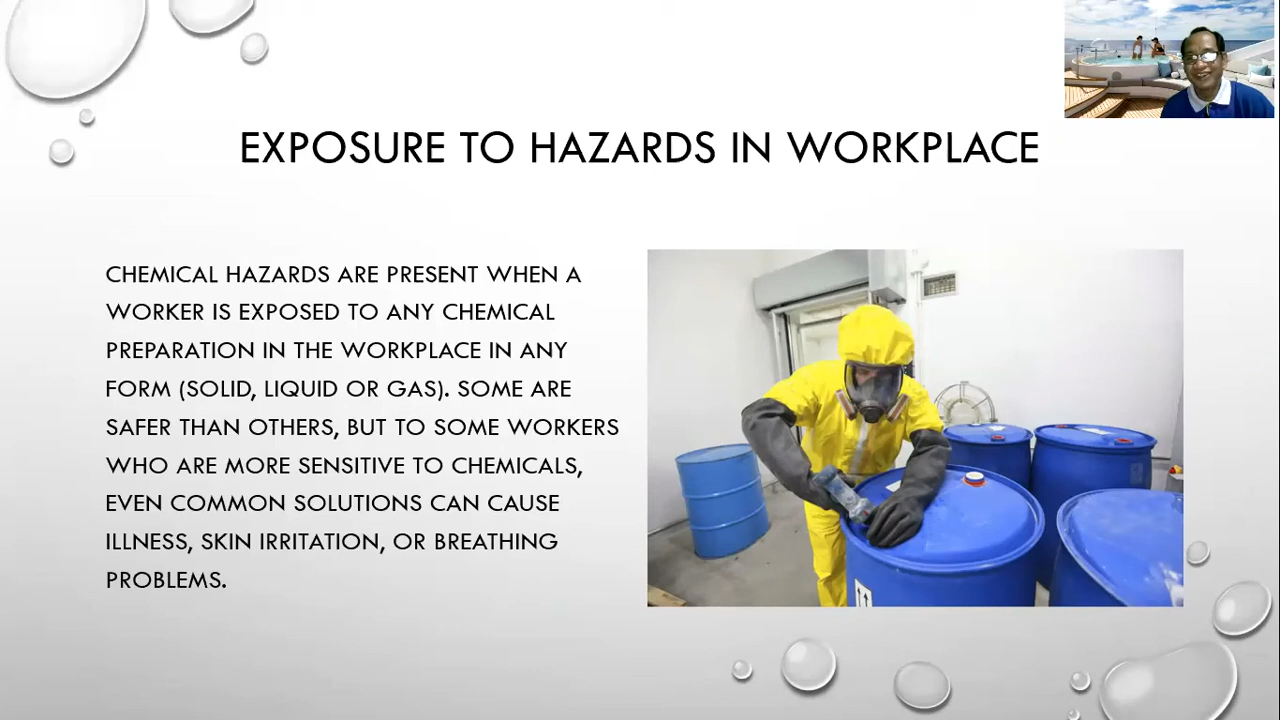 EXPOSURE TO HAZARDS IN WORKPLACE
CHEMICAL HAZARDS ARE PRESENT WHEN A
WORKER IS EXPOSED TO ANY CHEMICAL
PREPARATION IN THE WORKPLACE IN ANY
FORM (SOLID, LIQUID OR GAS). SOME ARE
SAFER THAN OTHERS, BUT TO SOME WORKERS
WHO ARE MORE SENSITIVE TO CHEMICALS,
EVEN COMMON SOLUTIONS CAN CAUSE
ILLNESS, SKIN IRRITATION, OR BREATHING
PROBLEMS.